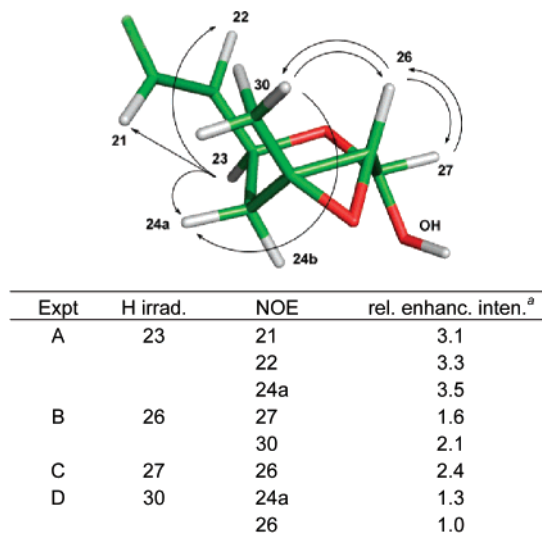 22
30
26
21
23
27
24a
OH
24b
Expt H irrad. NOE rel. enhanc. inten.a
A 23 21 3.1
22 3.3
24a 3.5
B 26 27 1.6
30 2.1
C 27 26 2.4
D 30 24a 1.3
26 1.0